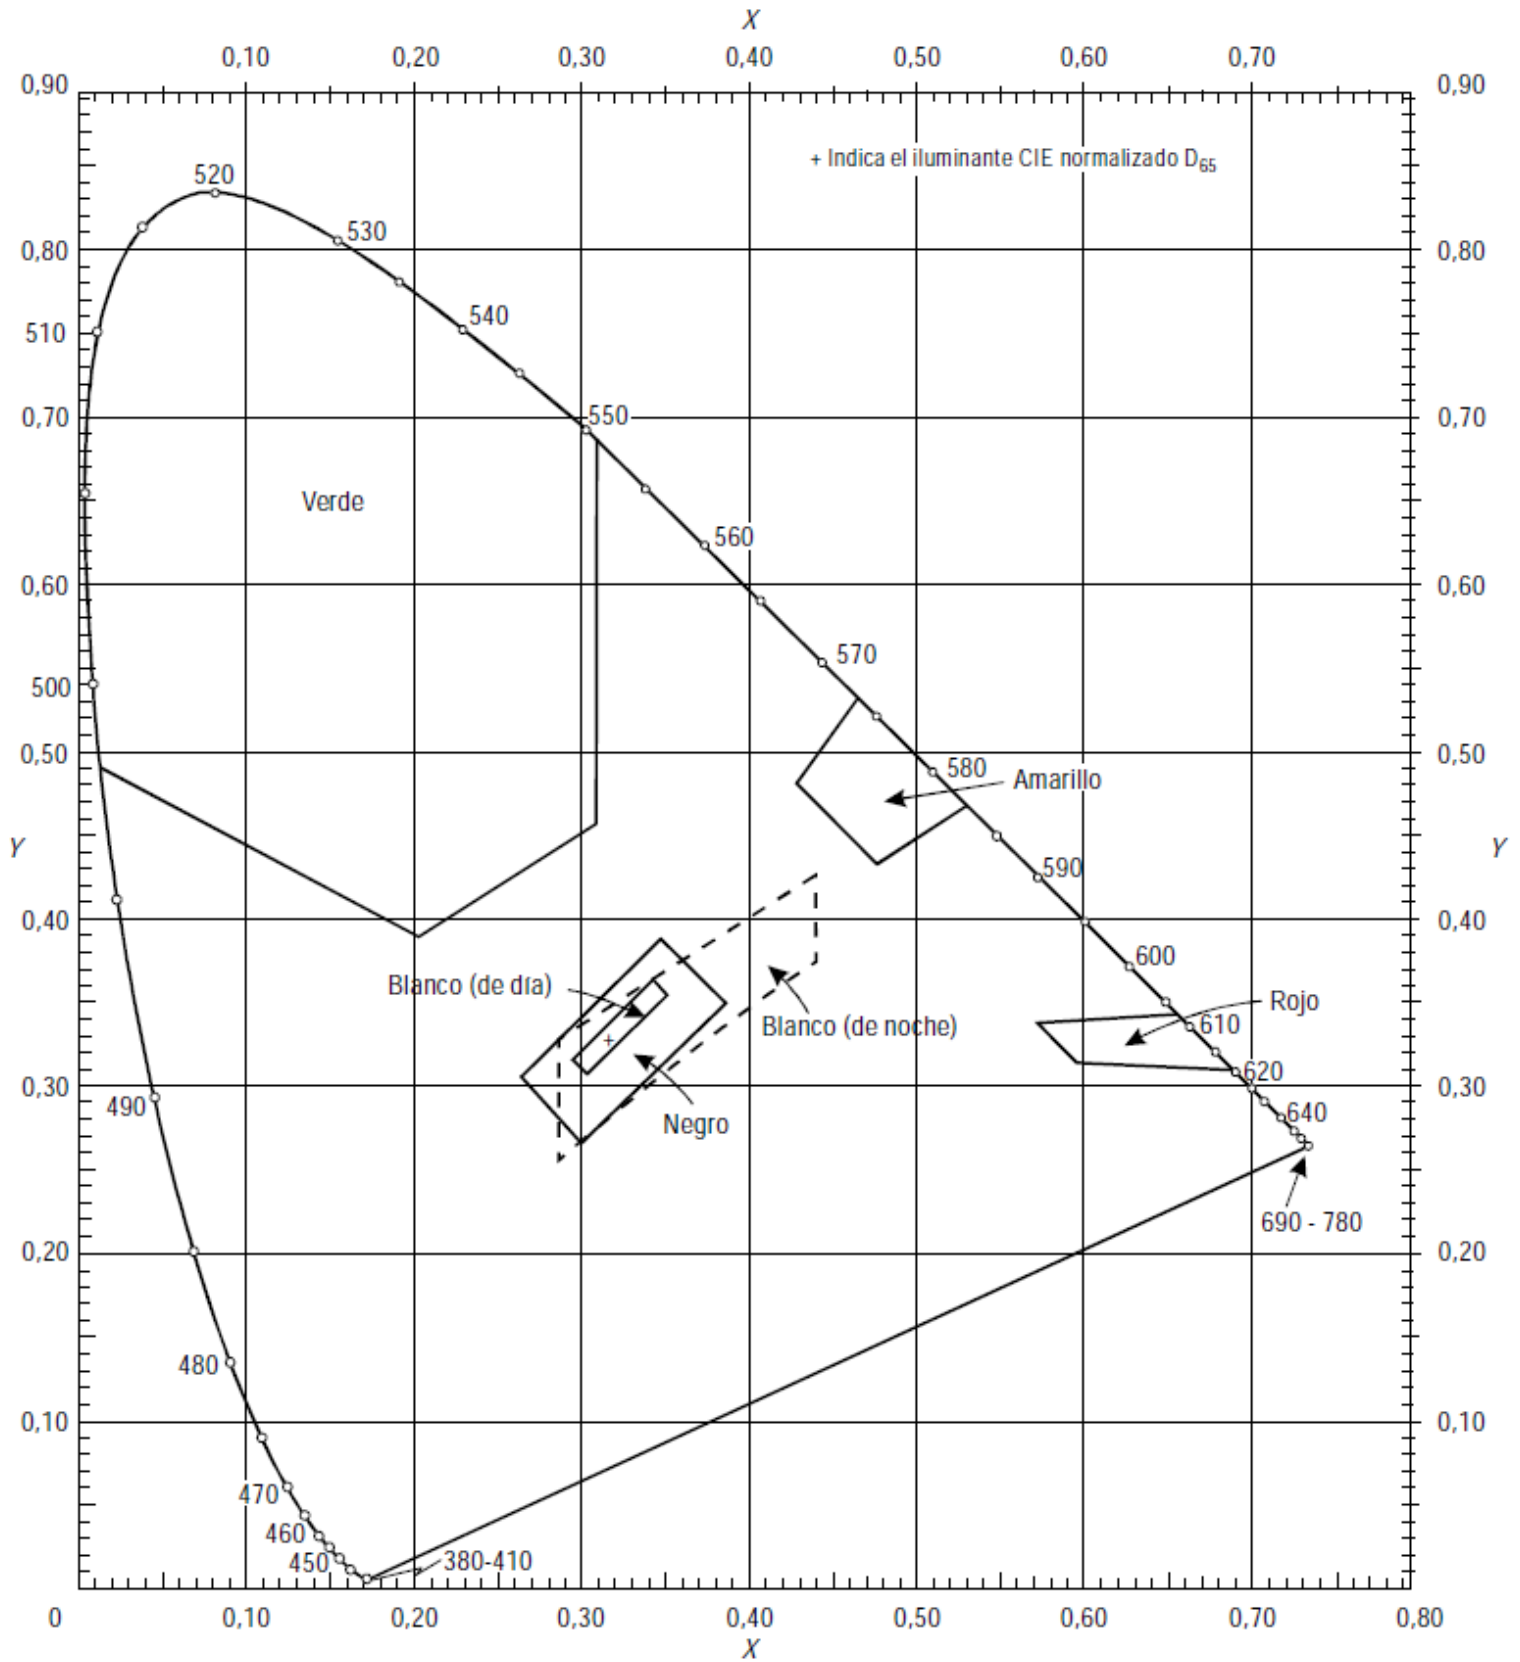 X
0,10 0,20 0,30 0,40 0,50 0,60 0,70
0,90 0,90
+ Indica el iluminante CIE normalizado D65
520
530
0,80 0,80
540
510
550
0,70 0,70
Verde
560
0,60 0,60
570
500
0,50 0,50
580
Amarillo
Y Y
590
0,40 0,40
600
Blanco (de día)
Rojo
Blanco (de noche)
610
620
0,30 0,30
490
640
Negro
690 - 780
0,20 0,20
480
0,10 0,10
470
460
450
380-410
0 0,10 0,20 0,30 0,40 0,50 0,60 0,70 0,80
X